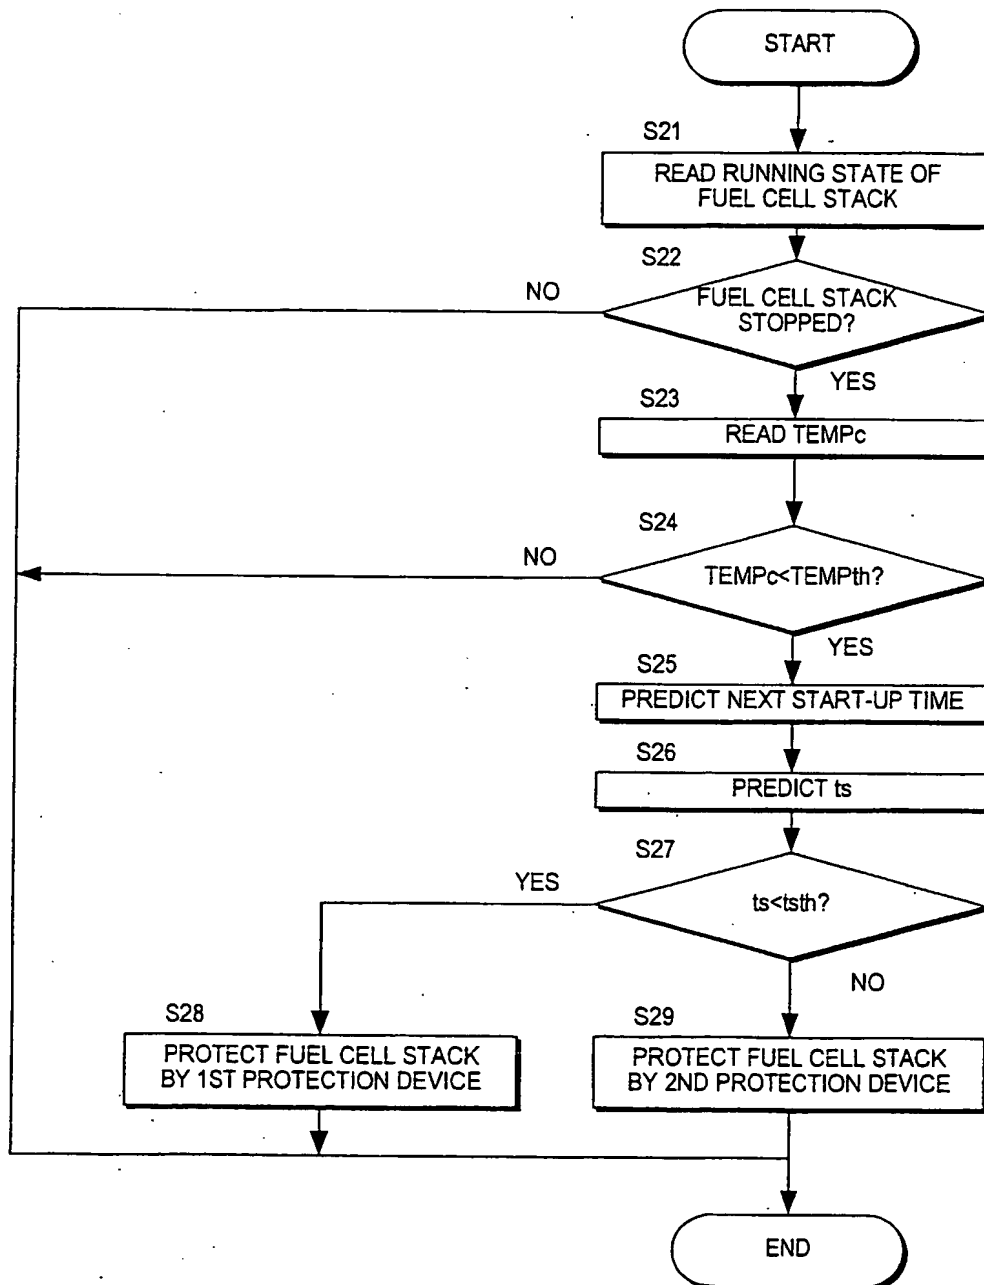 START
S21
READ RUNNING STATE OF
FUEL CELL STACK
S22
NO
FUEL CELL STACK
STOPPED?
YES
S23
READ TEMPc
S24
NO
TEMPc<TEMPth?
YES
S25
PREDICT NEXT START-UP TIME
S26
PREDICT ts
S27
YES
ts<tsth?
NO
S28
PROTECT FUEL CELL STACK
BY 1ST PROTECTION DEVICE
S29
PROTECT FUEL CELL STACK
BY 2ND PROTECTION DEVICE
END